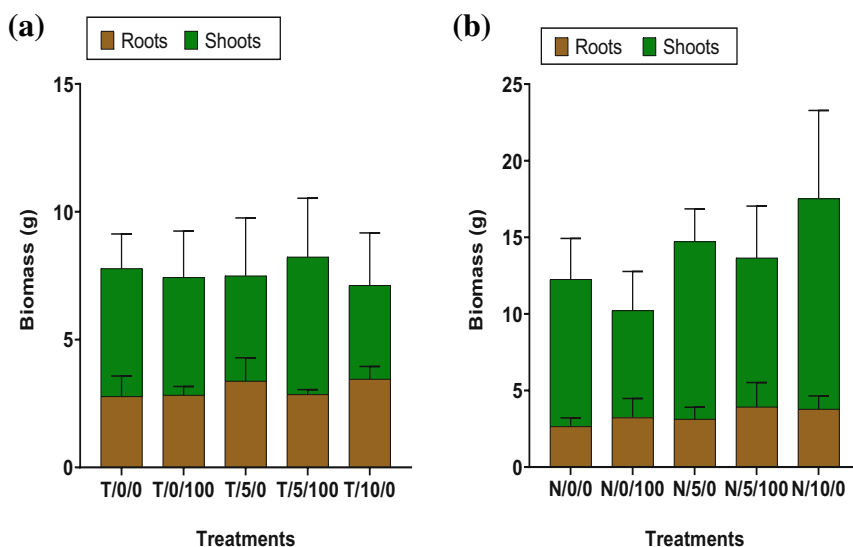 (a)
Roots Shoots
15
10
5
0
Biomass (g)
T/0/0 T/0/100 T/5/0 T/5/100 T/10/0
Treatments
(b)
Roots Shoots
25
20
15
10
5
0
Biomass (g)
N/0/0 N/0/100 N/5/0 N/5/100 N/10/0
Treatments